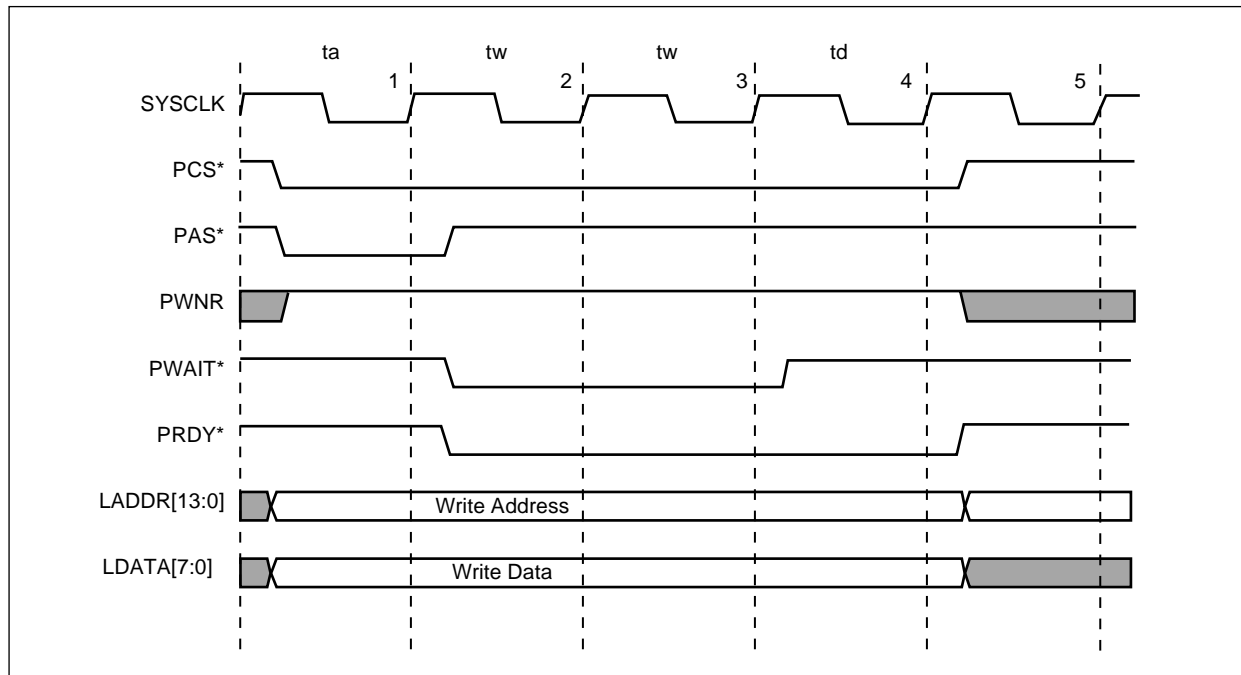 ta tw tw td
1 2 3 4 5
SYSCLK
PCS*
PAS*
PWNR
PWAIT*
PRDY*
LADDR[13:0] Write Address
LDATA[7:0] Write Data